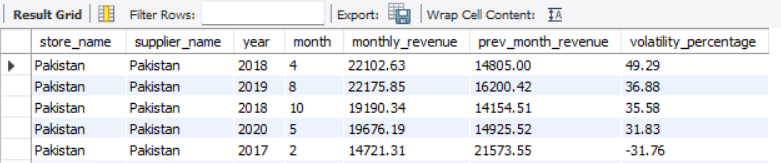 Result Grid Filter Rows: Export: Wrap Cell Content: IA
store_name supplier_name year month monthly_revenue prev_month_revenue volatility_percentage
Pakistan Pakistan 2018 4 22102.63 14805.00 49.29
Pakistan Pakistan 2019 8 22175.85 16200.42 36.88
Pakistan Pakistan 2018 10 19190.34 14154.51 35.58
Pakistan Pakistan 2020 5 19676.19 14925.52 31.83
Pakistan Pakistan 2017 2 14721.31 21573.55 -31.76